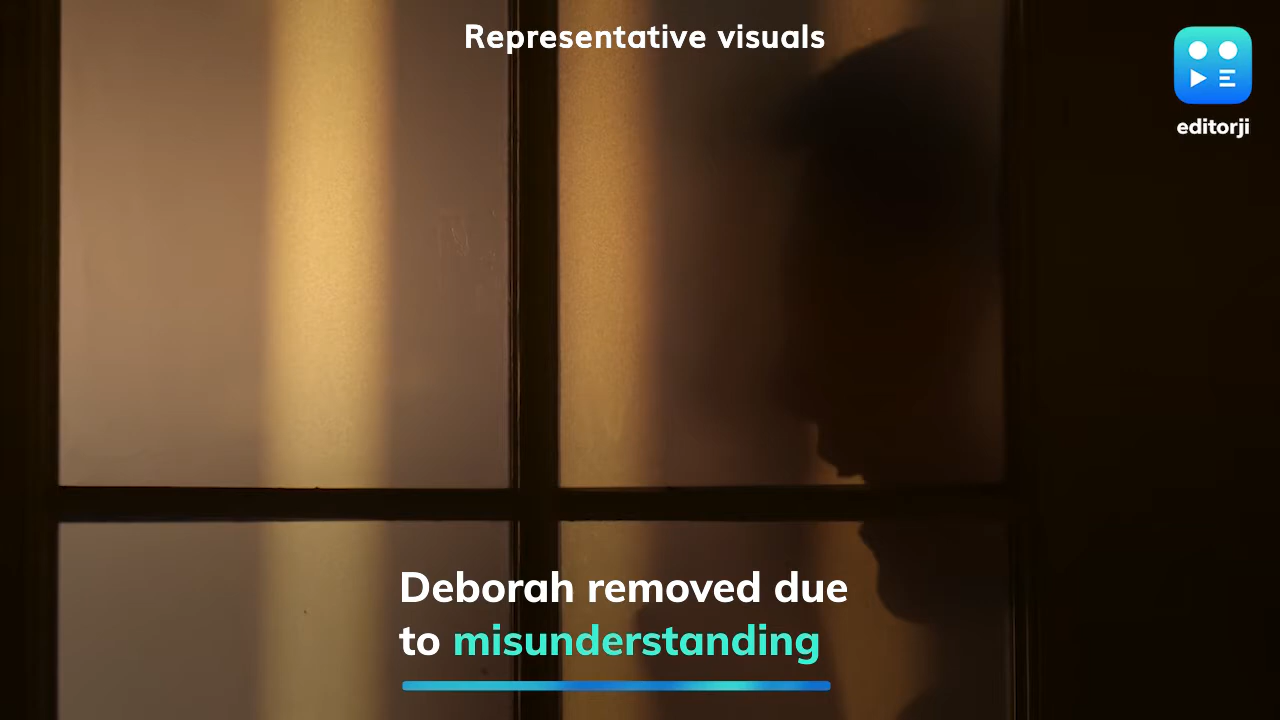 Representative visuals
editorji
Deborah removed due
to misunderstanding